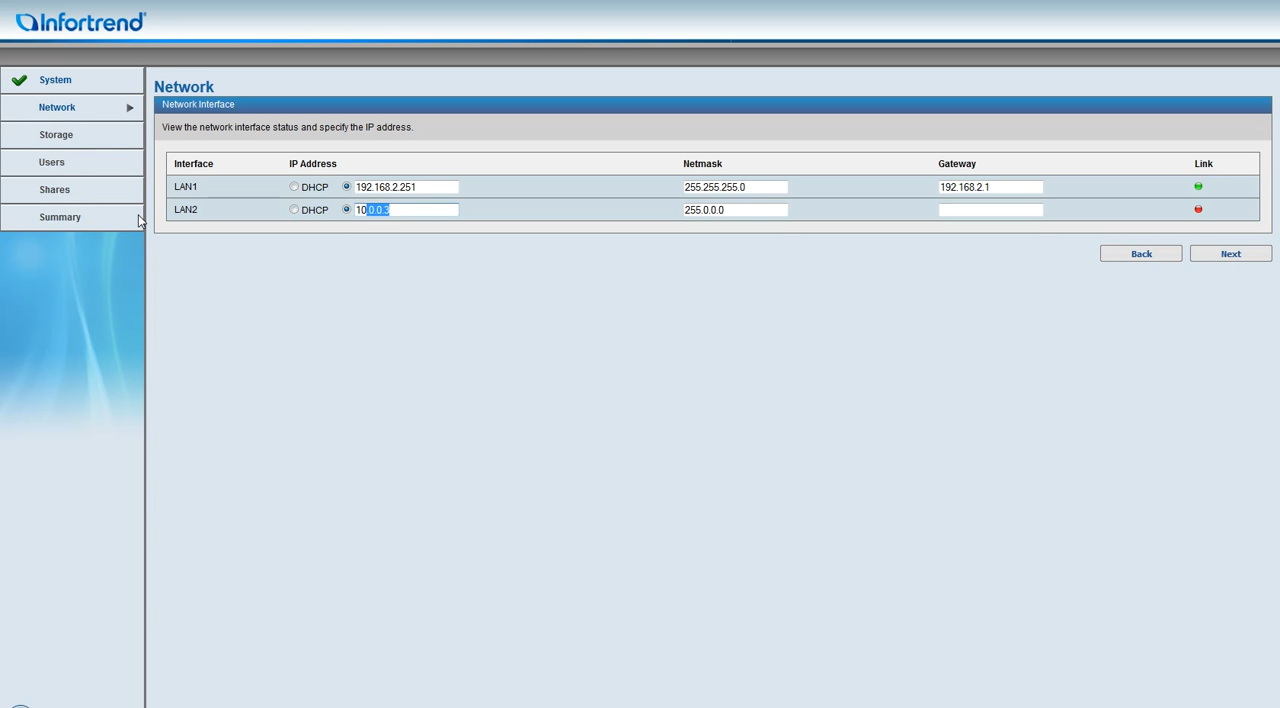 Infortrend
System
Network
Storage
Users
Shares
Summary
Network
Network Interface
View the network interface status and specify the IP address.
Interface IP Address Netmask Gateway Link
LAN1 DHCP 192.168.2.251 255.255.255.0 192.168.2.1
LAN2 DHCP 10.0.0.3 255.0.0.0
Back Next